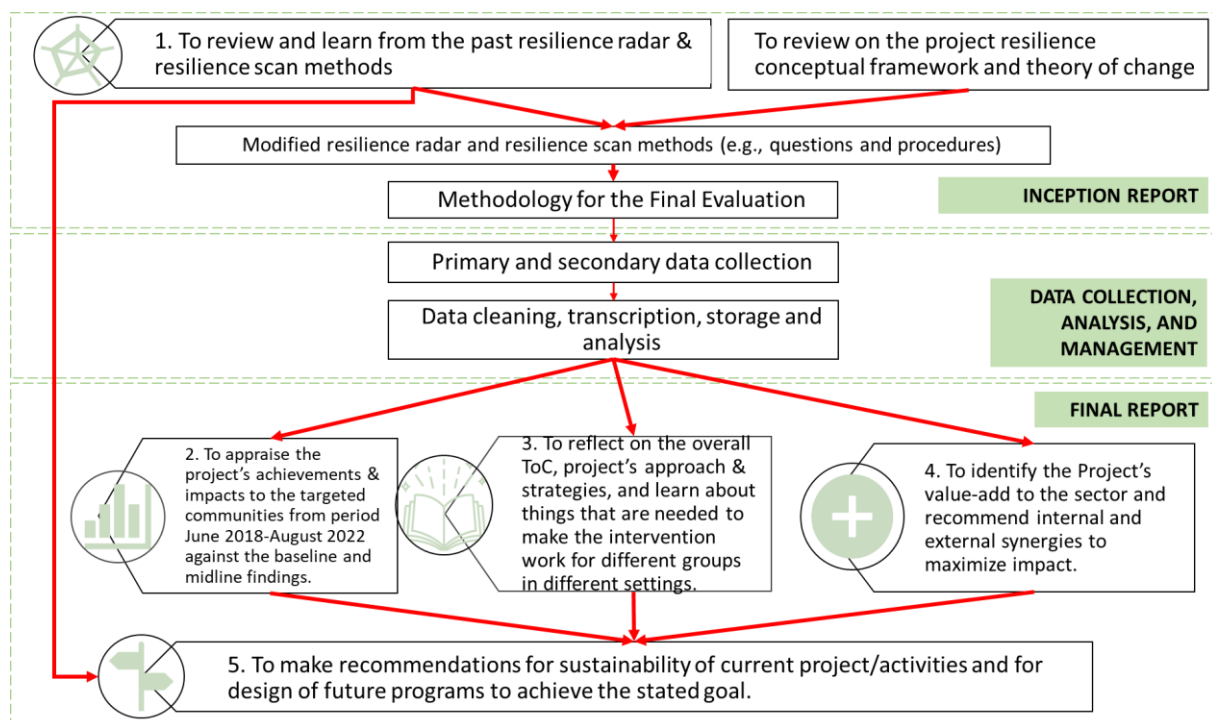 1. To review and learn from the past resilience radar &
resilience scan methods
To review on the project resilience
conceptual framework and theory of change
Modified resilience radar and resilience scan methods (e.g., questions and procedures)
Methodology for the Final Evaluation
INCEPTION REPORT
Primary and secondary data collection
Data cleaning, transcription, storage and
analysis
DATA COLLECTION,
ANALYSIS, AND
MANAGEMENT
FINAL REPORT
2. To appraise the
project's achievements &
impacts to the targeted
communities from period
June 2018-August 2022
against the baseline and
midline findings.
3. To reflect on the overall
ToC, project's approach &
strategies, and learn about
things that are needed to
make the intervention
work for different groups
in different settings.
4. To identify the Project's
value-add to the sector and
recommend internal and
external synergies to
maximize impact.
5. To make recommendations for sustainability of current project/activities and for
design of future programs to achieve the stated goal.